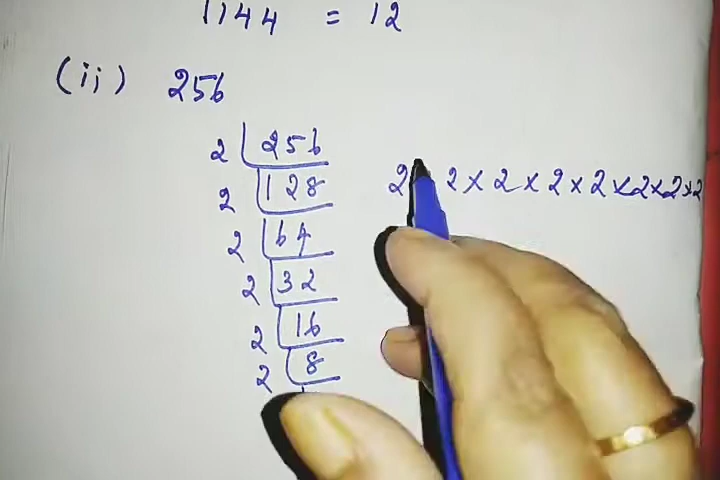 √144 = 12
(ii) 256
2 256
2 128 2 × 2 × 2 × 2 × 2 × 2 × 2 × 2
2 64
2 32
2 16
2 8